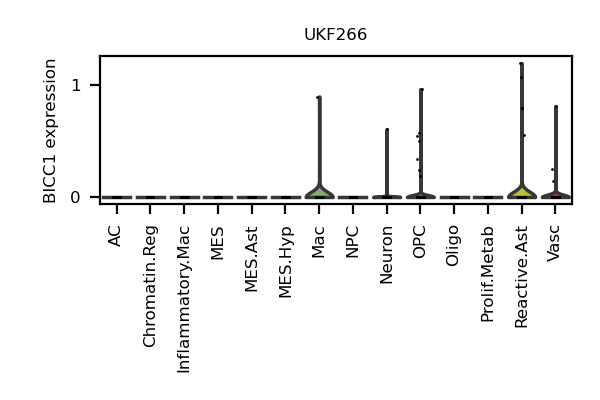 UKF266
BICC1 expression
1
0
AC
Chromatin.Reg
Inflammatory.Mac
MES
MES.Ast
MES.Hyp
Mac
NPC
Neuron
OPC
Oligo
Prolif.Metab
Reactive.Ast
Vasc